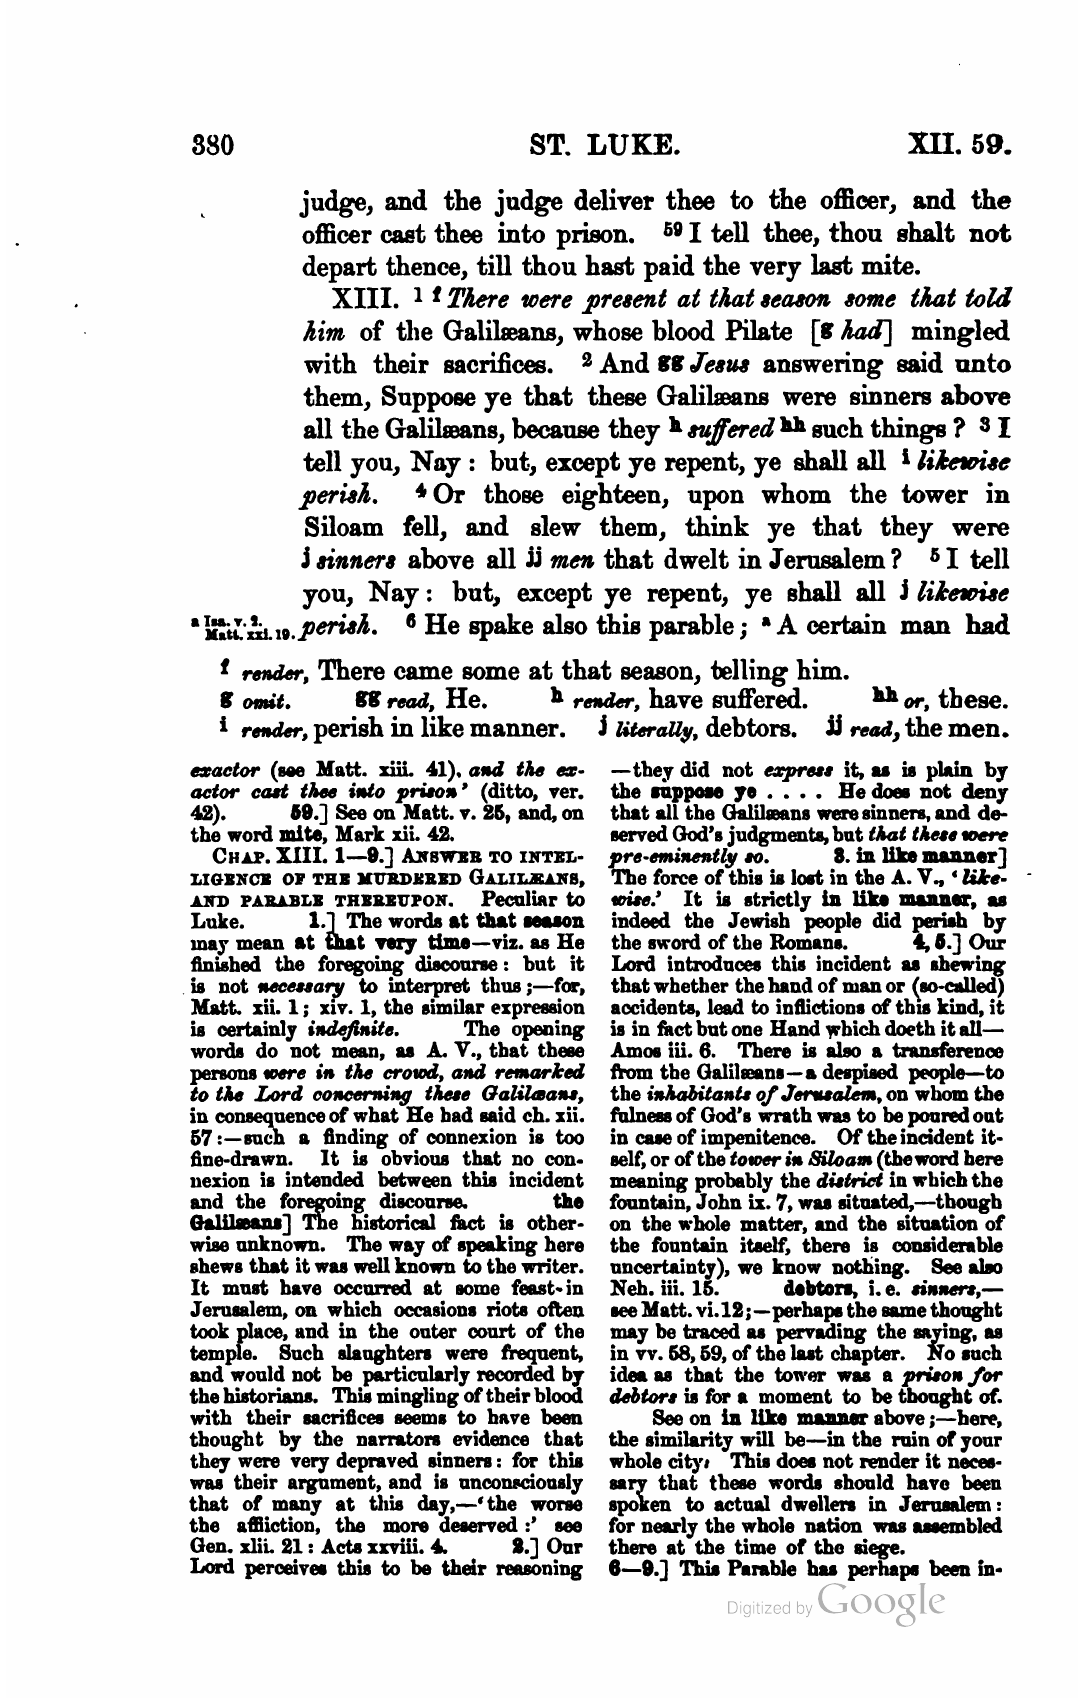 380 ST. LUKE. XII. 59.
judge, and the judge deliver thee to the officer, and the
officer cast thee into prison. 59 I tell thee, thou shalt not
depart thence, till thou hast paid the very last mite.
XIII. 1 f There were present at that season some that told
him of the Galilæans, whose blood Pilate [g had] mingled
with their sacrifices. 2 And gg Jesus answering said unto
them, Suppose ye that these Galilæans were sinners above
all the Galilæans, because they h suffered hh such things ? 3 I
tell you, Nay : but, except ye repent, ye shall all i likewise
perish. 4 Or those eighteen, upon whom the tower in
Siloam fell, and slew them, think ye that they were
j sinners above all jj men that dwelt in Jerusalem ? 5 I tell
you, Nay : but, except ye repent, ye shall all j likewise
a Isa. v. 2. Matt. xxi. 19. perish. 6 He spake also this parable ; a A certain man had
f render, There came some at that season, telling him.
g omit. gg read, He. h render, have suffered. hh or, these.
i render, perish in like manner. j literally, debtors. jj read, the men.
exactor (see Matt. xiii. 41), and the ex-
actor cast thee into prison' (ditto, ver.
42). 59.] See on Matt. v. 25, and, on
the word mite, Mark xii. 42.
CHAP. XIII. 1—9.] ANSWER TO INTEL-
LIGENCE OF THE MURDERED GALILÆANS,
AND PARABLE THEREUPON. Peculiar to
Luke. 1.] The words at that season
may mean at that very time—viz. as He
finished the foregoing discourse : but it
is not necessary to interpret thus ;—for,
Matt. xii. 1 ; xiv. 1, the similar expression
is certainly indefinite. The opening
words do not mean, as A. V., that these
persons were in the crowd, and remarked
to the Lord concerning these Galilæans,
in consequence of what He had said ch. xii.
57 :—such a finding of connexion is too
fine-drawn. It is obvious that no con-
nexion is intended between this incident
and the foregoing discourse. the
Galilæans] The historical fact is other-
wise unknown. The way of speaking here
shews that it was well known to the writer.
It must have occurred at some feast-in
Jerusalem, on which occasions riots often
took place, and in the outer court of the
temple. Such slaughters were frequent,
and would not be particularly recorded by
the historians. This mingling of their blood
with their sacrifices seems to have been
thought by the narrators evidence that
they were very depraved sinners : for this
was their argument, and is unconsciously
that of many at this day,—'the worse
the affliction, the more deserved :' see
Gen. xlii. 21 : Acts xxviii. 4. 2.] Our
Lord perceives this to be their reasoning
—they did not express it, as is plain by
the suppose ye . . . . He does not deny
that all the Galilæans were sinners, and de-
served God's judgments, but that these were
pre-eminently so. 3. in like manner]
The force of this is lost in the A. V., 'like-
wise.' It is strictly in like manner, as
indeed the Jewish people did perish by
the sword of the Romans. 4, 5.] Our
Lord introduces this incident as shewing
that whether the hand of man or (so-called)
accidents, lead to inflictions of this kind, it
is in fact but one Hand which doeth it all—
Amos iii. 6. There is also a transference
from the Galilæans—a despised people—to
the inhabitants of Jerusalem, on whom the
fulness of God's wrath was to be poured out
in case of impenitence. Of the incident it-
self, or of the tower in Siloam (the word here
meaning probably the district in which the
fountain, John ix. 7, was situated,—though
on the whole matter, and the situation of
the fountain itself, there is considerable
uncertainty), we know nothing. See also
Neh. iii. 15. debtors, i. e. sinners,—
see Matt. vi. 12 ;—perhaps the same thought
may be traced as pervading the saying, as
in vv. 58, 59, of the last chapter. No such
idea as that the tower was a prison for
debtors is for a moment to be thought of.
See on in like manner above ;—here,
the similarity will be—in the ruin of your
whole city. This does not render it neces-
sary that these words should have been
spoken to actual dwellers in Jerusalem :
for nearly the whole nation was assembled
there at the time of the siege.
6—9.] This Parable has perhaps been in-
Digitized by Google